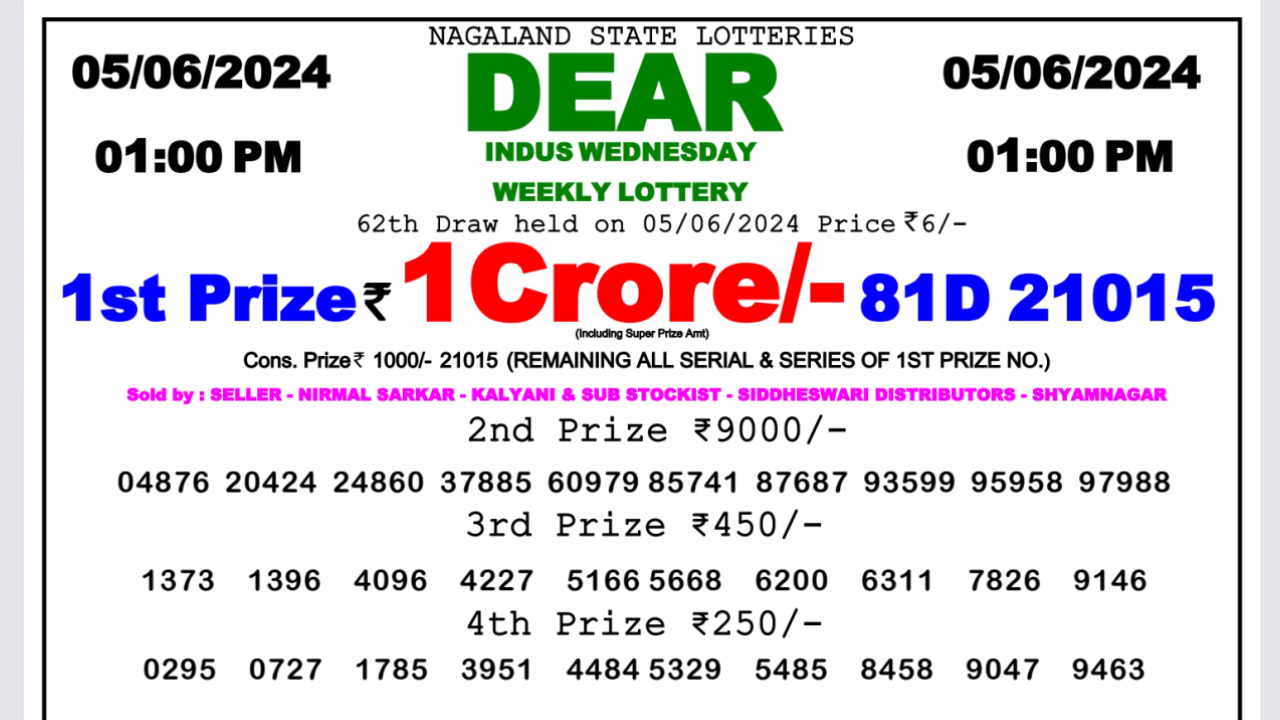 NAGALAND STATE LOTTERIES
05/06/2024 DEAR 05/06/2024
01:00 PM INDUS WEDNESDAY 01:00 PM
WEEKLY LOTTERY
62th Draw held on 05/06/2024 Price ₹6/-
1st Prize ₹ 1Crore/- 81D 21015
(Including Super Prize Amt)
Cons. Prize ₹ 1000/- 21015 (REMAINING ALL SERIAL & SERIES OF 1ST PRIZE NO.)
Sold by : SELLER - NIRMAL SARKAR - KALYANI & SUB STOCKIST - SIDDHESWARI DISTRIBUTORS - SHYAMNAGAR
2nd Prize ₹9000/-
04876 20424 24860 37885 60979 85741 87687 93599 95958 97988
3rd Prize ₹450/-
1373 1396 4096 4227 5166 5668 6200 6311 7826 9146
4th Prize ₹250/-
0295 0727 1785 3951 4484 5329 5485 8458 9047 9463